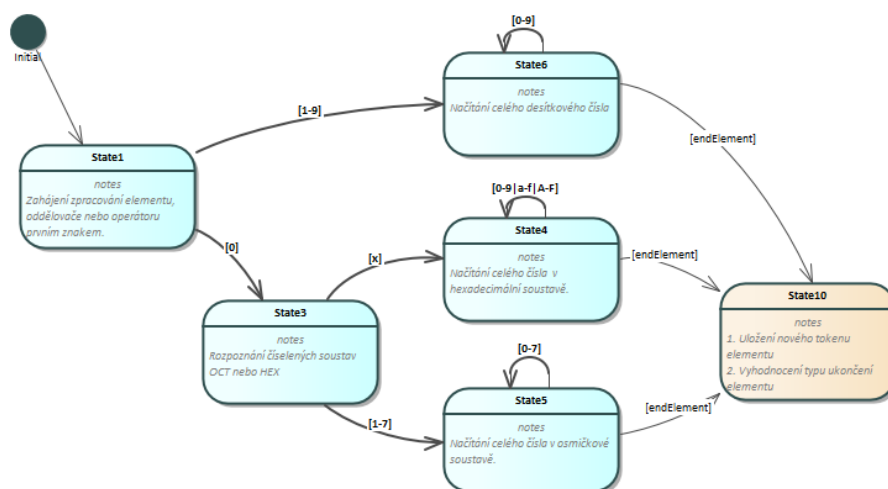 Initial
[0-9]
State6
notes
Načítání celého desítkového čísla
[1-9]
[endElement]
State1
notes
Zahájení zpracování elementu,
oddělovače nebo operátoru
prvním znakem.
[0-9|a-f|A-F]
State4
notes
Načítání celého čísla v
hexadecimální soustavě.
[0]
[x]
[endElement]
State3
notes
Rozpoznání číselených soustav
OCT nebo HEX
State10
notes
1. Uložení nového tokenu
elementu
2. Vyhodnocení typu ukončení
elementu
[0-7]
State5
notes
Načítání celého čísla v osmičkové
soustavě.
[1-7]
[endElement]